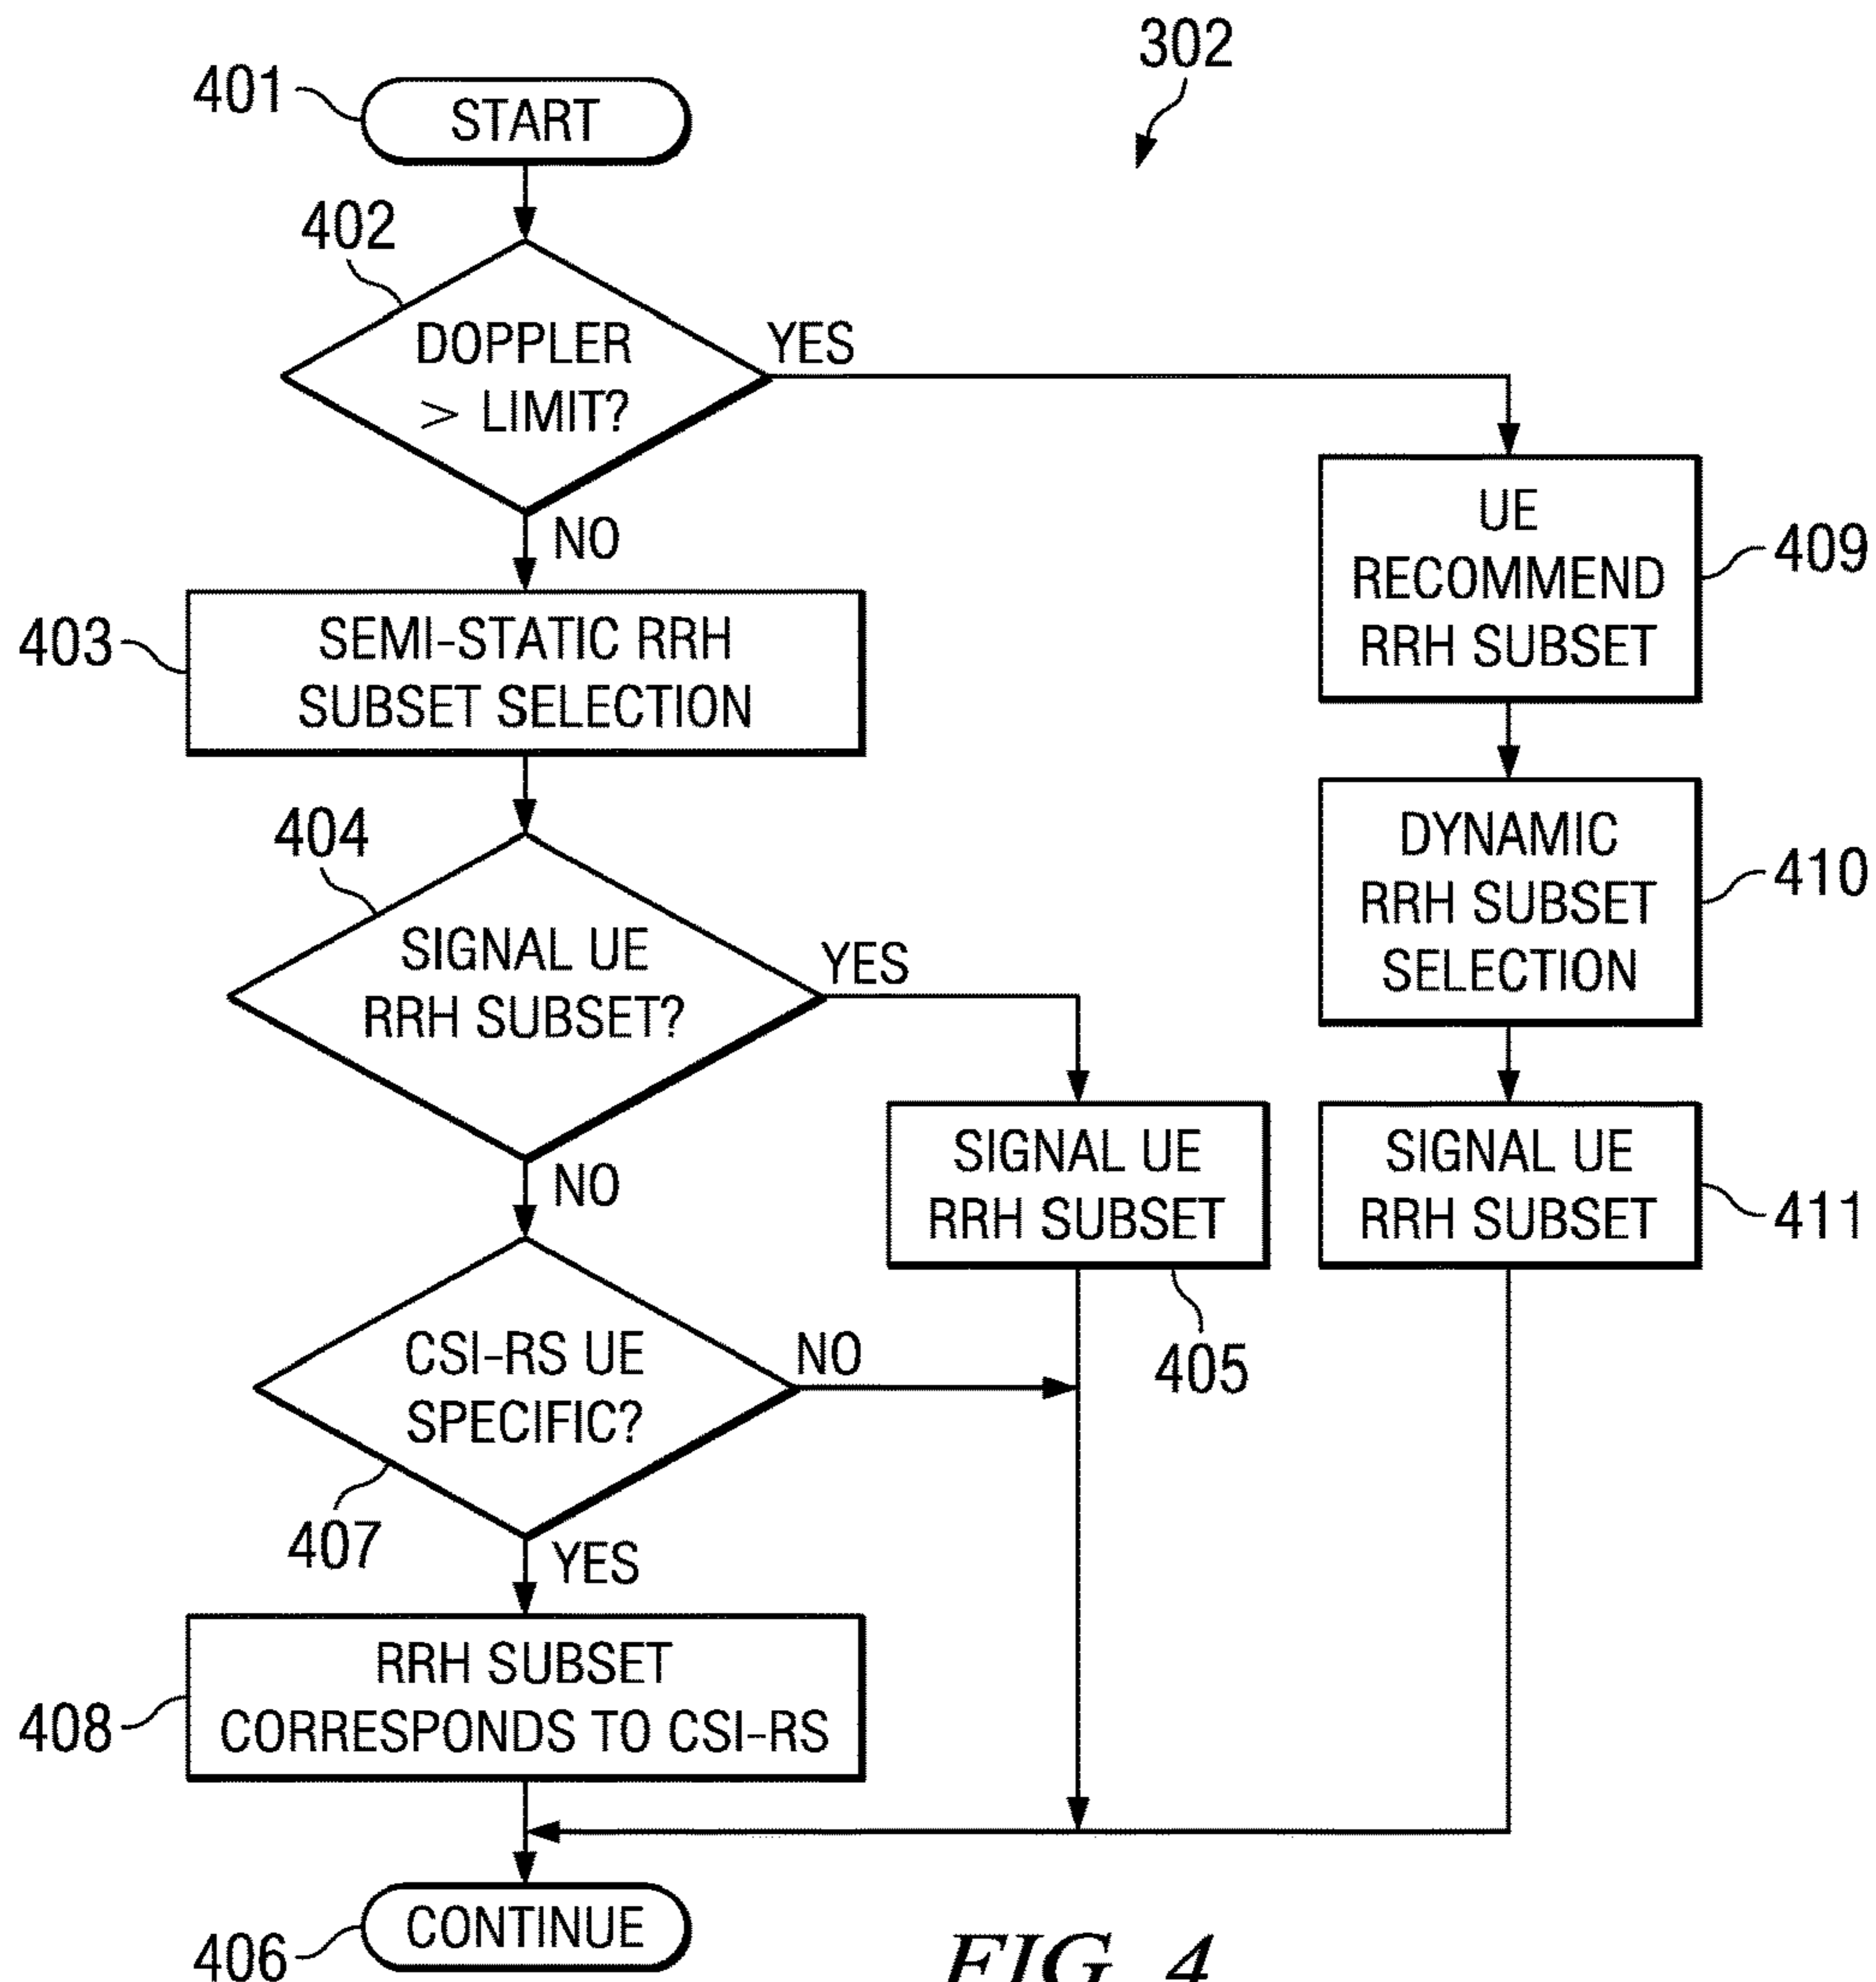 302
401
START
402
DOPPLER
> LIMIT?
YES
NO
UE
RECOMMEND
RRH SUBSET
409
403
SEMI-STATIC RRH
SUBSET SELECTION
DYNAMIC
RRH SUBSET
SELECTION
410
404
SIGNAL UE
RRH SUBSET?
YES
NO
SIGNAL UE
RRH SUBSET
405
SIGNAL UE
RRH SUBSET
411
CSI-RS UE
SPECIFIC?
NO
407
YES
408
RRH SUBSET
CORRESPONDS TO CSI-RS
406
CONTINUE
FIG. 4